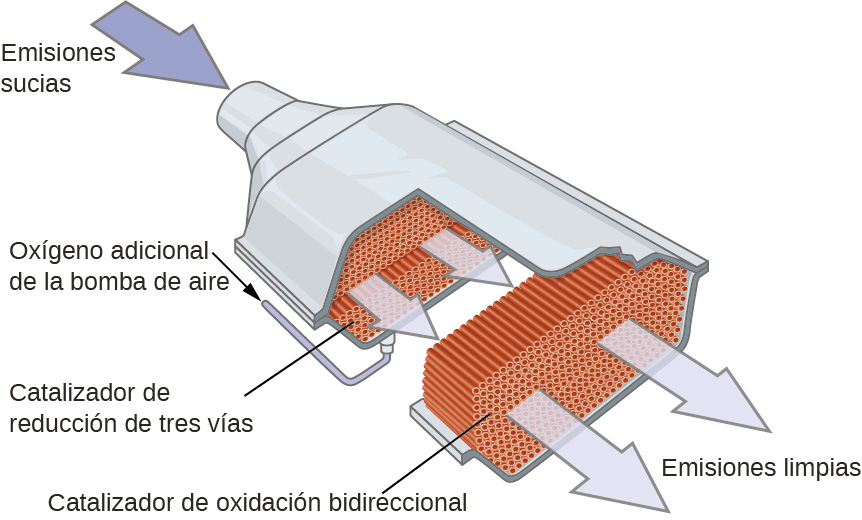 Emisiones
sucias
Oxígeno adicional
de la bomba de aire
Catalizador de
reducción de tres vías
Emisiones limpias
Catalizador de oxidación bidireccional